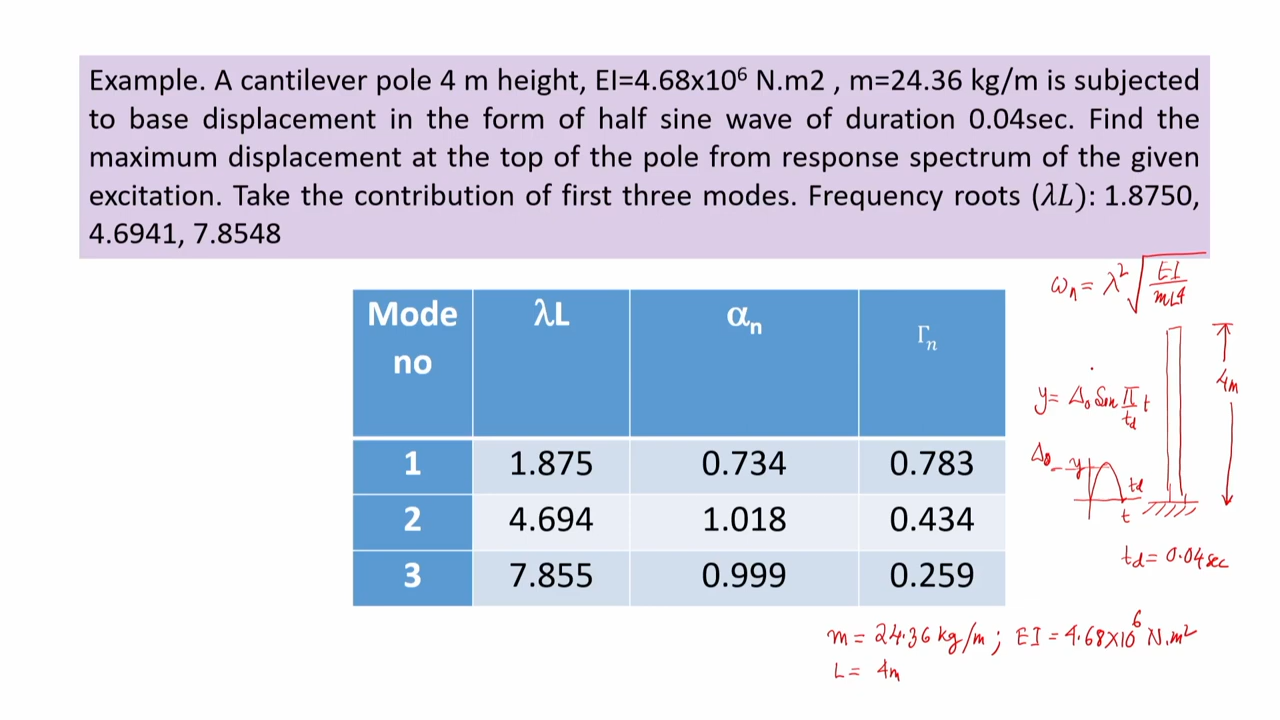 Example. A cantilever pole 4 m height, EI=4.68x10⁶ N.m2 , m=24.36 kg/m is subjected
to base displacement in the form of half sine wave of duration 0.04sec. Find the
maximum displacement at the top of the pole from response spectrum of the given
excitation. Take the contribution of first three modes. Frequency roots (λL): 1.8750,
4.6941, 7.8548
ωₙ = λ² √(EI / mL⁴)
Mode no λL αₙ Γₙ
1 1.875 0.734 0.783
2 4.694 1.018 0.434
3 7.855 0.999 0.259
4m
y = Δ₀ Sin π/td t
Δ₀ y td
t
td = 0.04 sec
m = 24.36 kg/m ; EI = 4.68X10⁶ N.m²
L = 4m